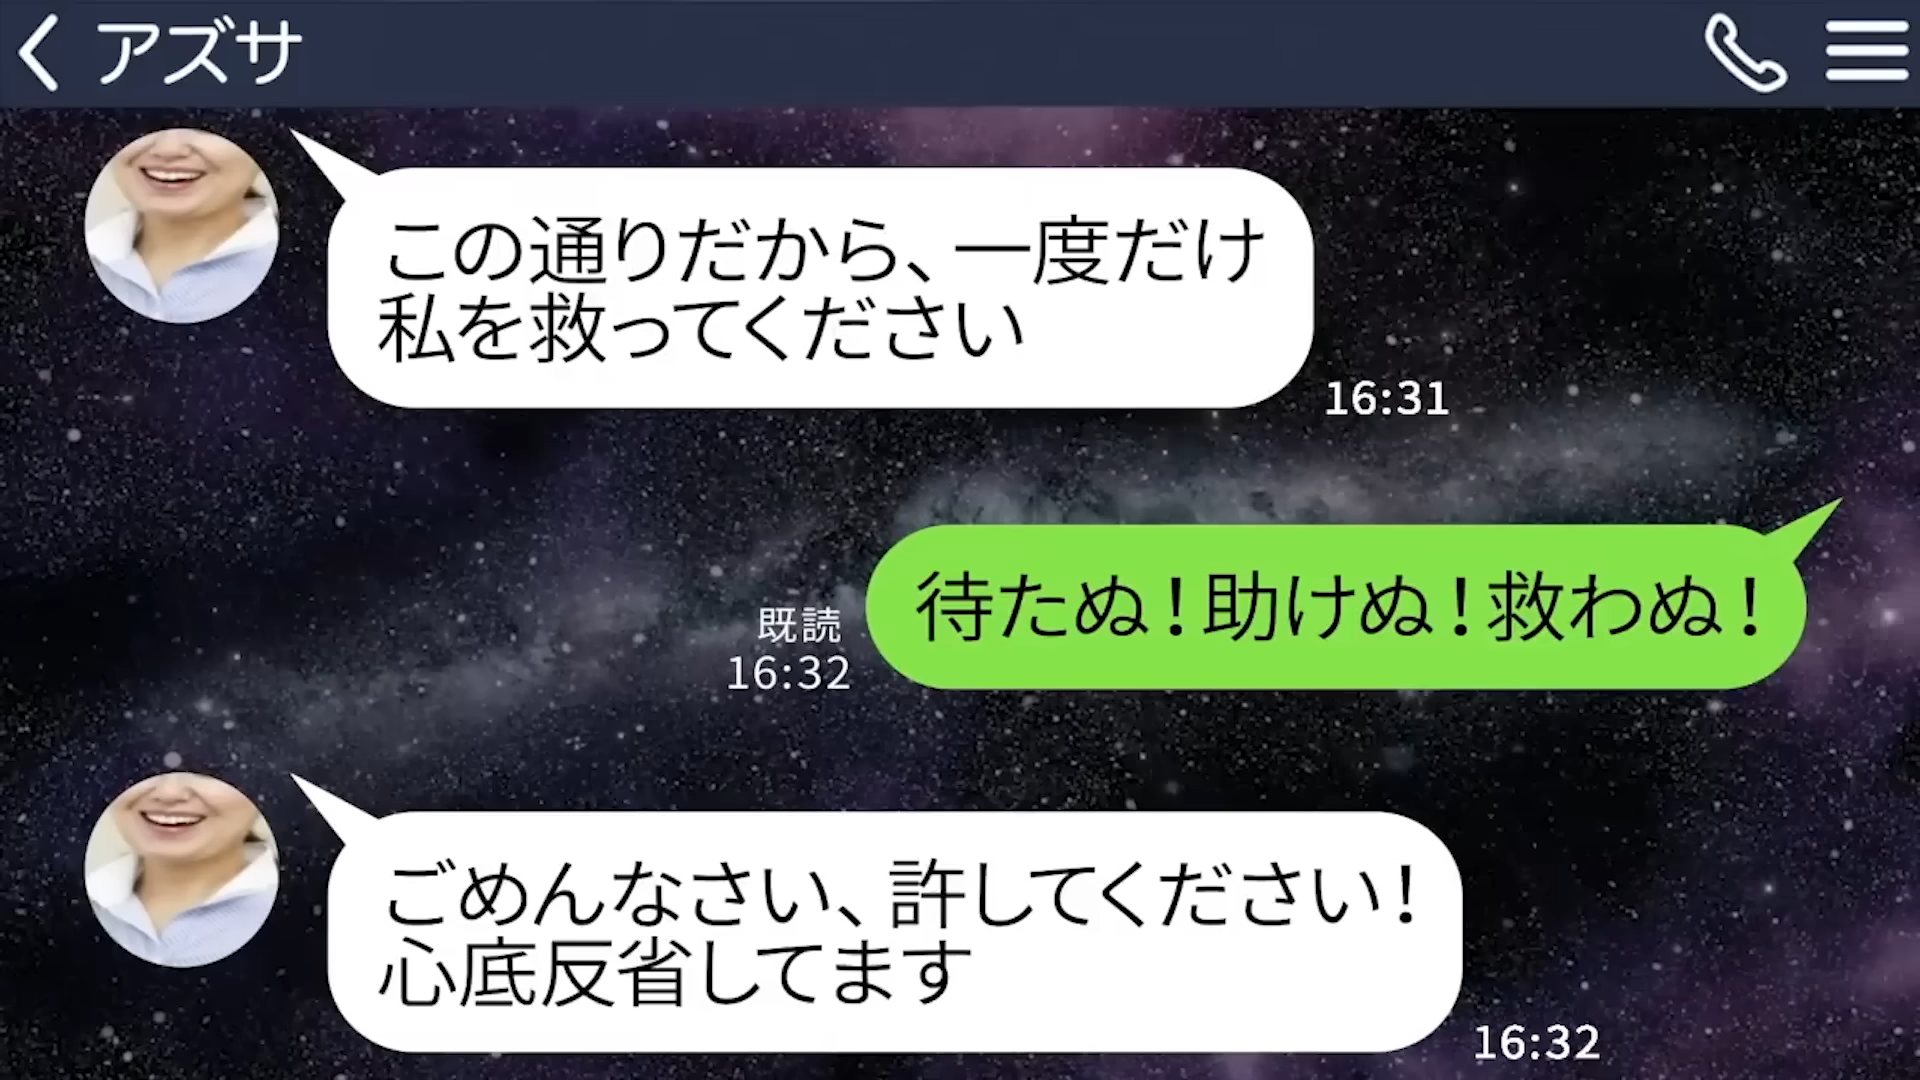 アズサ
この通りだから、一度だけ
私を救ってください
16:31
待たぬ！助けぬ！救わぬ！
既読
16:32
ごめんなさい、許してください！
心底反省してます
16:32